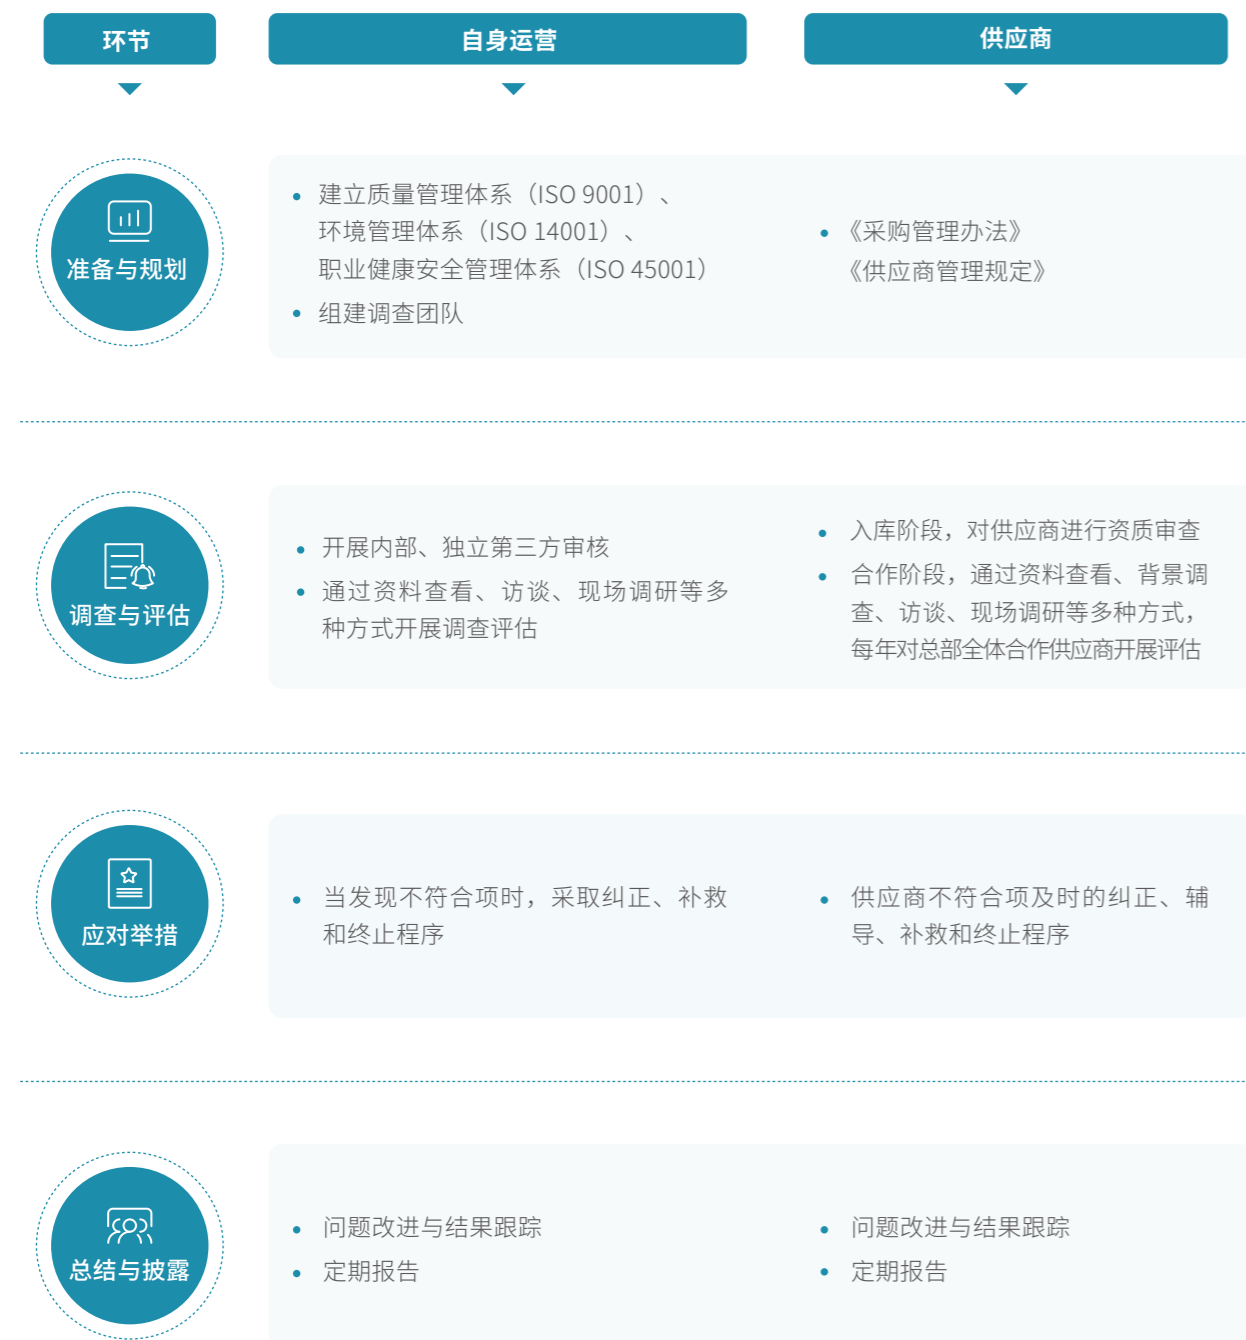 环节
自身运营
供应商
准备与规划
• 建立质量管理体系（ISO 9001）、
环境管理体系（ISO 14001）、
职业健康安全管理体系（ISO 45001）
• 组建调查团队
• 《采购管理办法》
《供应商管理规定》
调查与评估
• 开展内部、独立第三方审核
• 通过资料查看、访谈、现场调研等多
种方式开展调查评估
• 入库阶段，对供应商进行资质审查
• 合作阶段，通过资料查看、背景调
查、访谈、现场调研等多种方式，
每年对总部全体合作供应商开展评估
应对举措
• 当发现不符合项时，采取纠正、补救
和终止程序
• 供应商不符合项及时的纠正、辅
导、补救和终止程序
总结与披露
• 问题改进与结果跟踪
• 定期报告
• 问题改进与结果跟踪
• 定期报告